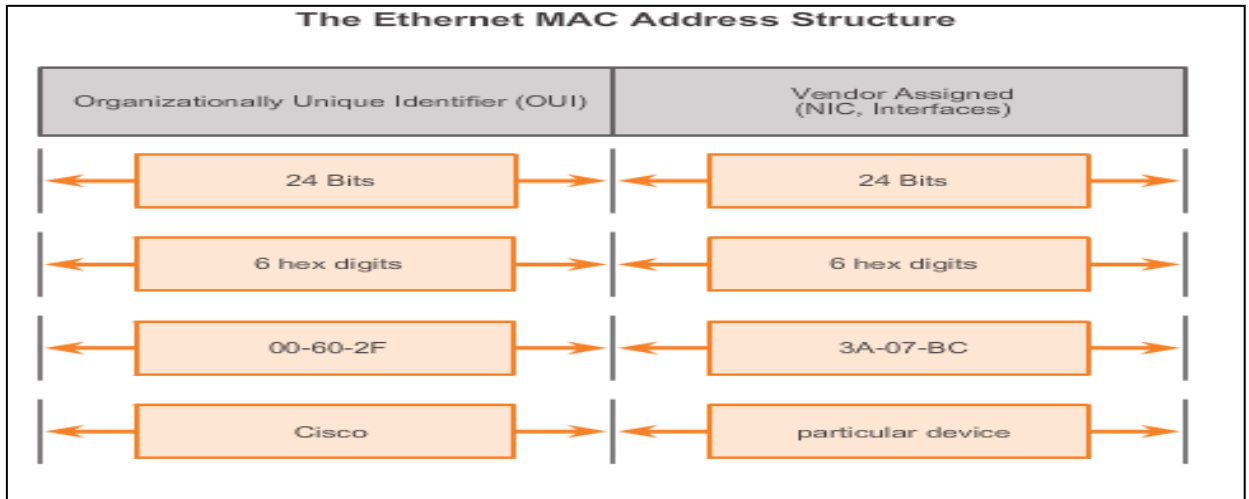 The Ethernet MAC Address Structure
Organizationally Unique Identifier (OUI)
Vendor Assigned
(NIC, Interfaces)
24 Bits
24 Bits
6 hex digits
6 hex digits
00-60-2F
3A-07-BC
Cisco
particular device